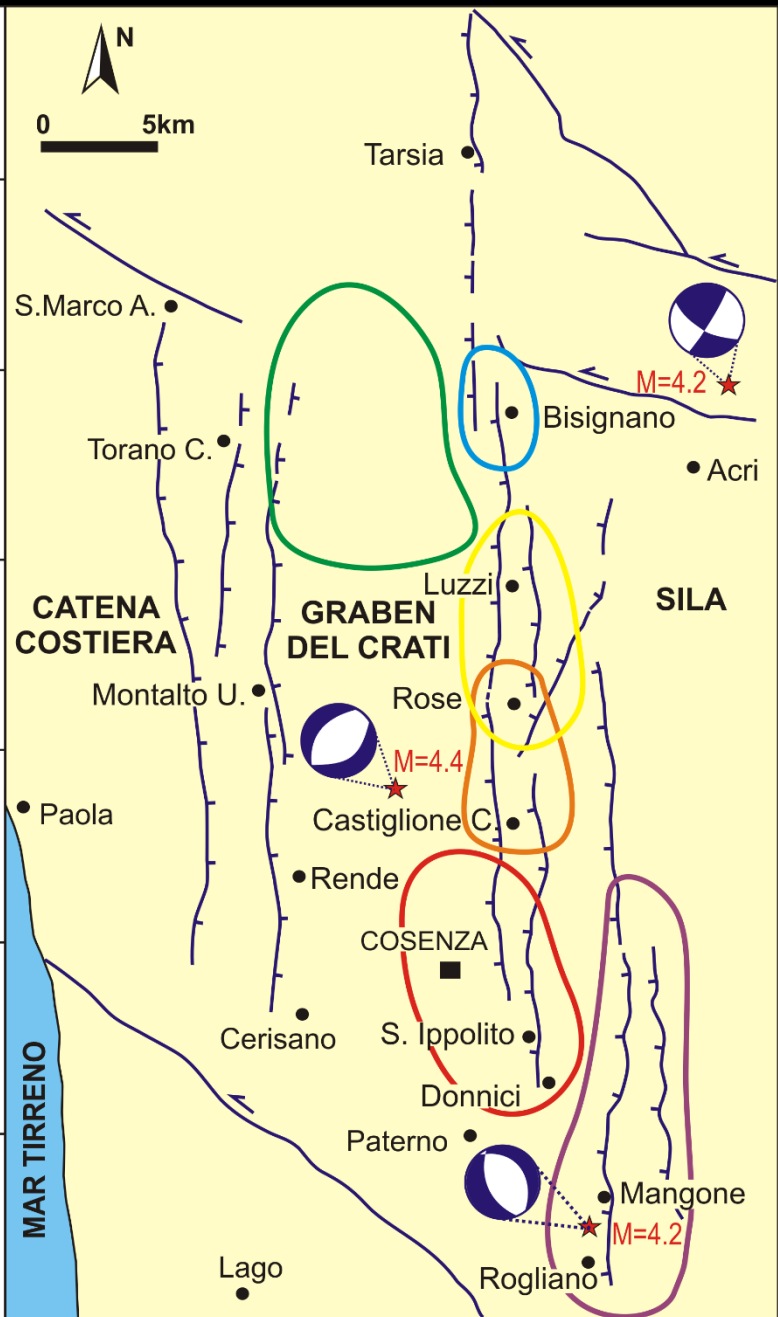 N
0 5km
Tarsia
S.Marco A.
M=4.2
Bisignano
Torano C.
Acri
Luzzi
CATENA
COSTIERA
GRABEN
DEL CRATI
SILA
Montalto U.
Rose
M=4.4
Paola
Castiglione C.
Rende
COSENZA
Cerisano
S. Ippolito
MAR TIRRENO
Donnici
Paterno
Mangone
M=4.2
Lago
Rogliano